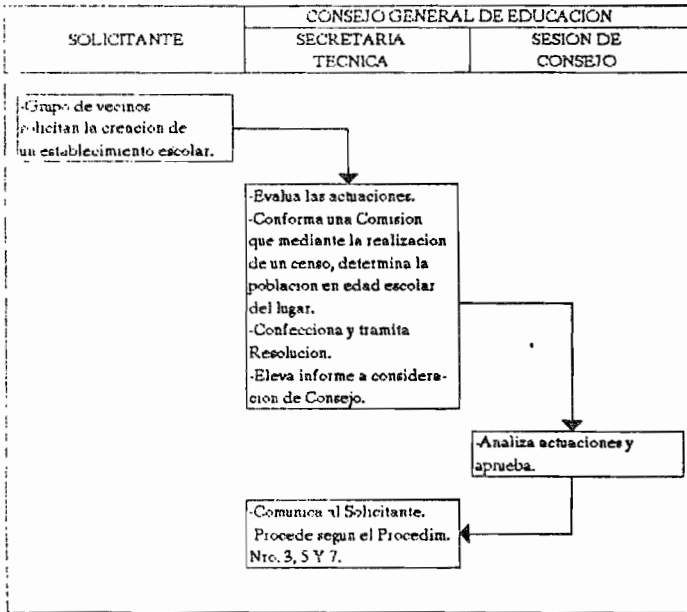 CONSEJO GENERAL DE EDUCACION
SOLICITANTE
SECRETARIA
TECNICA
SESION DE
CONSEJO
-Grupo de vecinos
solicitan la creacion de
un establecimiento escolar.
-Evalua las actuaciones.
-Conforma una Comision
que mediante la realizacion
de un censo, determina la
poblacion en edad escolar
del lugar.
-Confecciona y tramita
Resolucion.
-Eleva informe a considera-
cion de Consejo.
-Analiza actuaciones y
aprueba.
-Comunica al Solicitante.
Procede segun el Procedim.
Nro. 3, 5 Y 7.